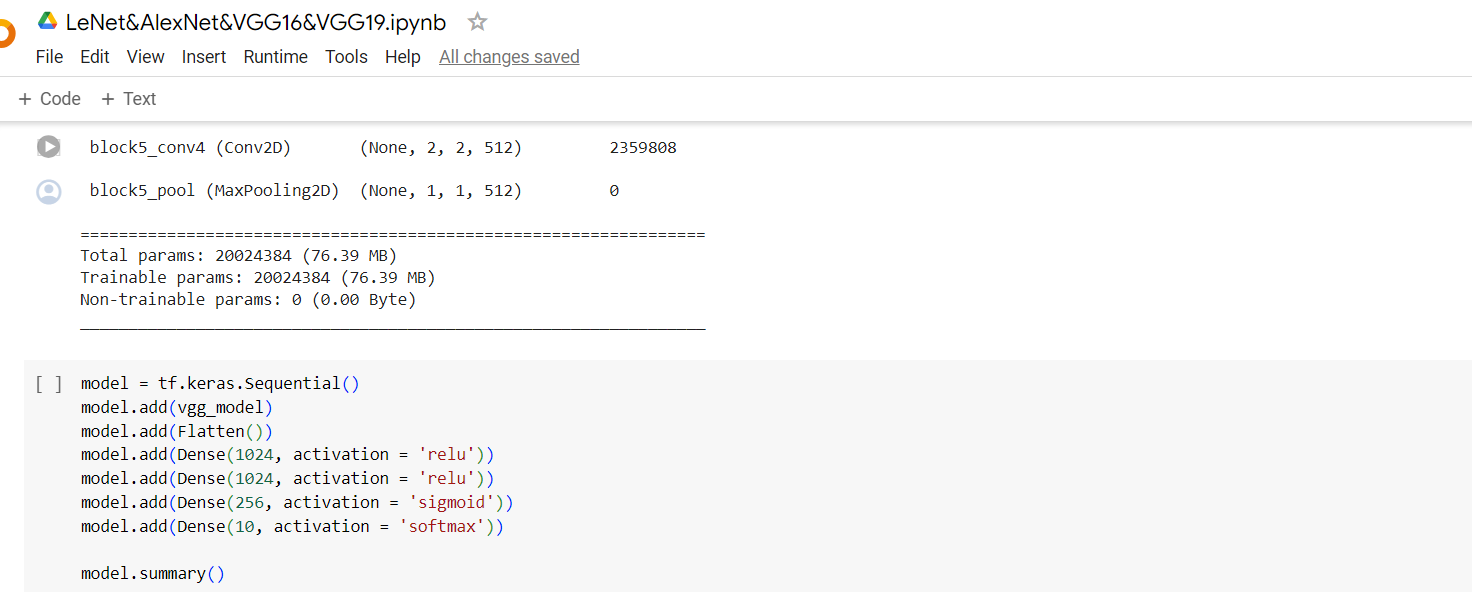 LeNet&AlexNet&VGG16&VGG19.ipynb
File Edit View Insert Runtime Tools Help All changes saved
+ Code + Text
block5_conv4 (Conv2D) (None, 2, 2, 512) 2359808
block5_pool (MaxPooling2D) (None, 1, 1, 512) 0
=================================================================
Total params: 20024384 (76.39 MB)
Trainable params: 20024384 (76.39 MB)
Non-trainable params: 0 (0.00 Byte)
_________________________________________________________________
[ ] model = tf.keras.Sequential()
model.add(vgg_model)
model.add(Flatten())
model.add(Dense(1024, activation = 'relu'))
model.add(Dense(1024, activation = 'relu'))
model.add(Dense(256, activation = 'sigmoid'))
model.add(Dense(10, activation = 'softmax'))
model.summary()